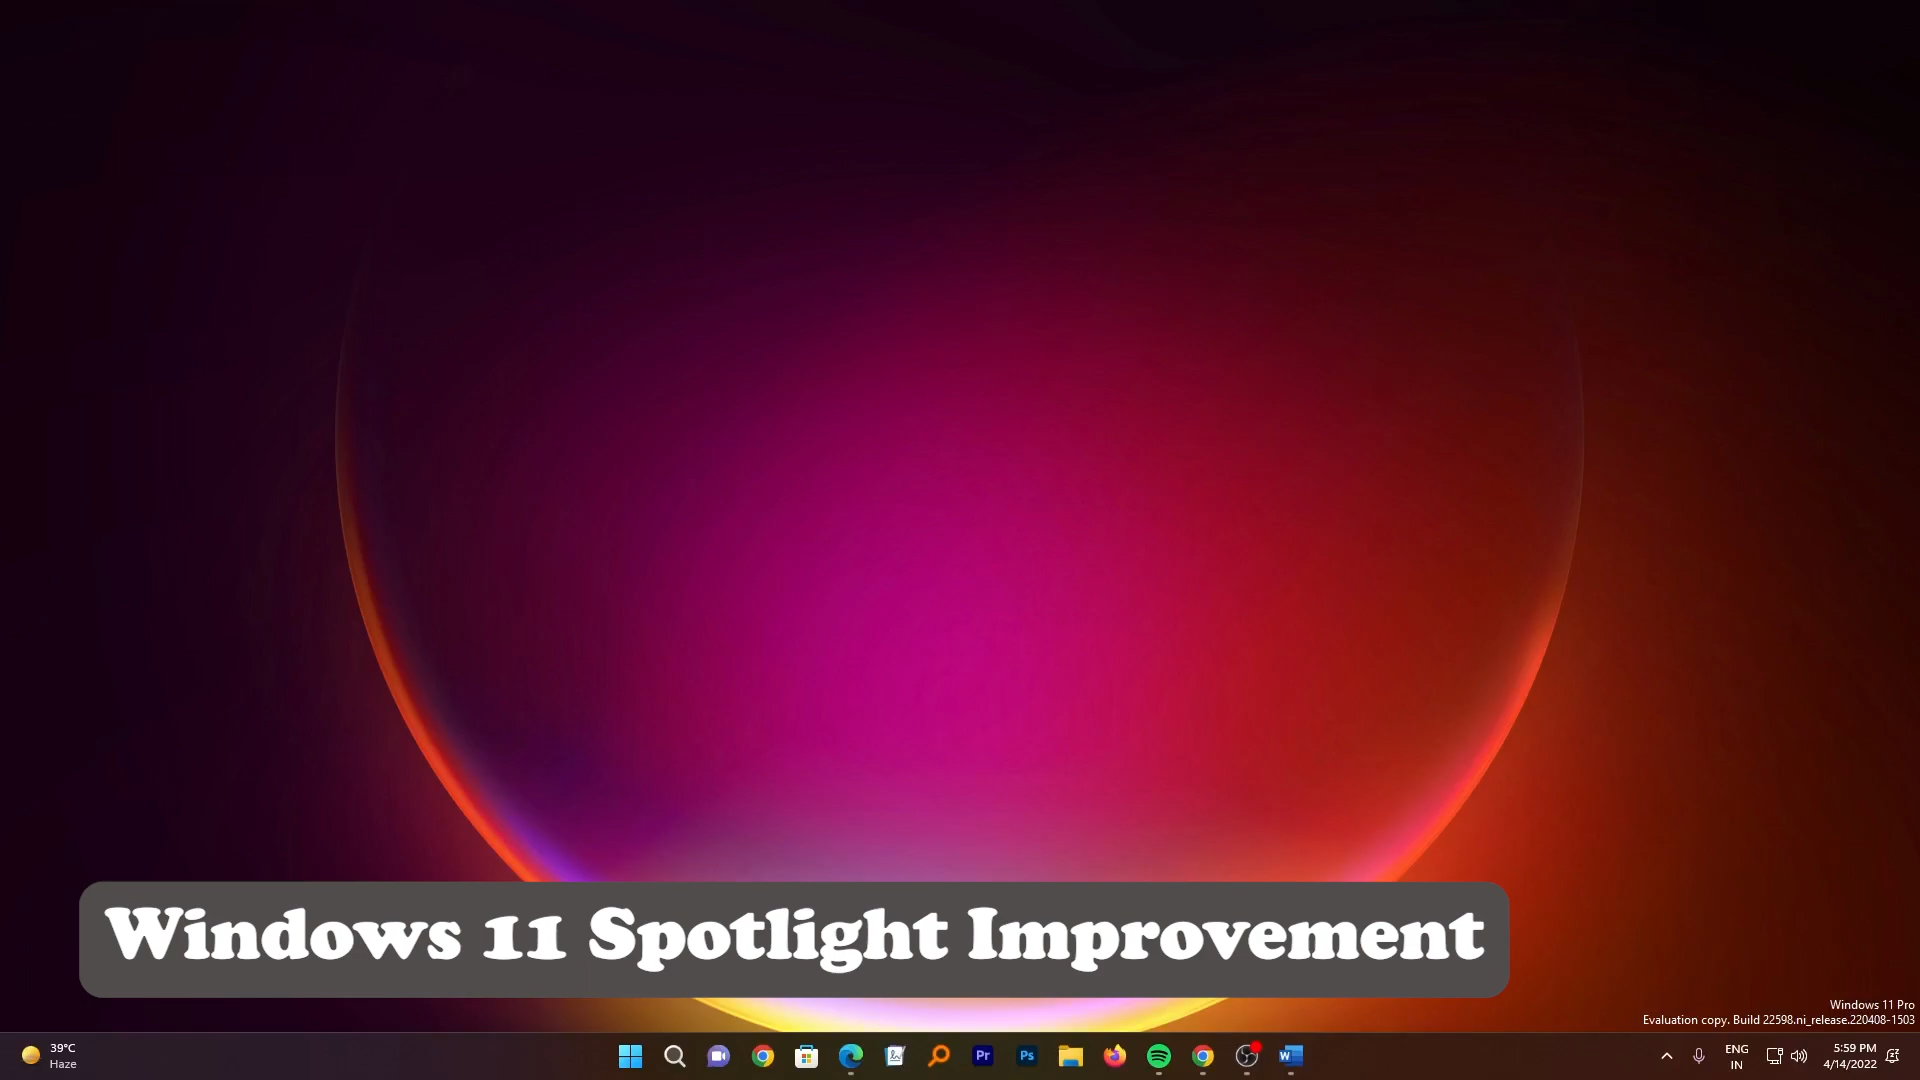 Windows 11 Spotlight Improvement
Windows 11 Pro
Evaluation copy. Build 22598.ni_release.220408-1503
39°C
Haze
Pr
Ps
W
ENG
IN
5:59 PM
4/14/2022